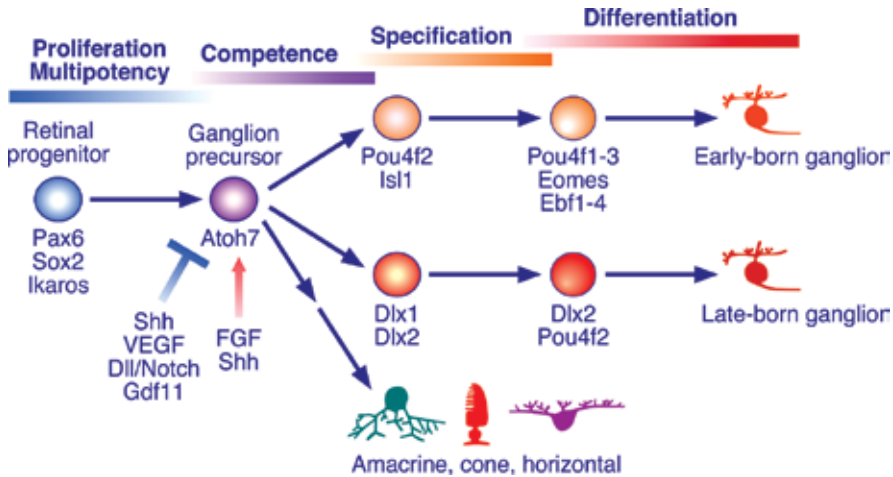 Proliferation
Multipotency
Competence
Specification
Differentiation
Retinal
progenitor
Pax6
Sox2
Ikaros
Ganglion
precursor
Atoh7
Shh
VEGF
Dll/Notch
Gdf11
FGF
Shh
Pou4f2
Isl1
Pou4f1-3
Eomes
Ebf1-4
Early-born ganglion
Dlx1
Dlx2
Dlx2
Pou4f2
Late-born ganglion
Amacrine, cone, horizontal